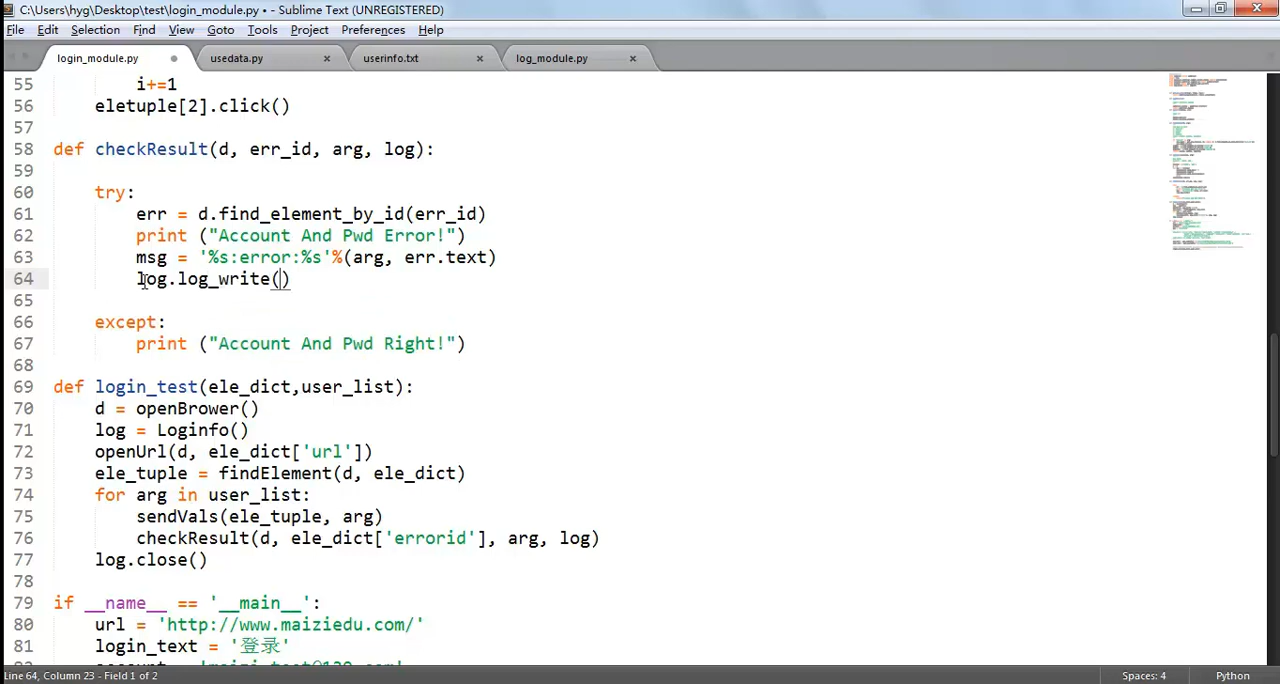 C:\Users\hyg\Desktop\test\login_module.py • - Sublime Text (UNREGISTERED)
File Edit Selection Find View Goto Tools Project Preferences Help
login_module.py usedata.py userinfo.txt log_module.py
55 i+=1
56 eletuple[2].click()
57
58 def checkResult(d, err_id, arg, log):
59
60 try:
61 err = d.find_element_by_id(err_id)
62 print ("Account And Pwd Error!")
63 msg = '%s:error:%s'%(arg, err.text)
64 log.log_write()
65
66 except:
67 print ("Account And Pwd Right!")
68
69 def login_test(ele_dict,user_list):
70 d = openBrower()
71 log = Loginfo()
72 openUrl(d, ele_dict['url'])
73 ele_tuple = findElement(d, ele_dict)
74 for arg in user_list:
75 sendVals(ele_tuple, arg)
76 checkResult(d, ele_dict['errorid'], arg, log)
77 log.close()
78
79 if __name__ == '__main__':
80 url = 'http://www.maiziedu.com/'
81 login_text = '登录'
Line 64, Column 23 - Field 1 of 2 Spaces: 4 Python